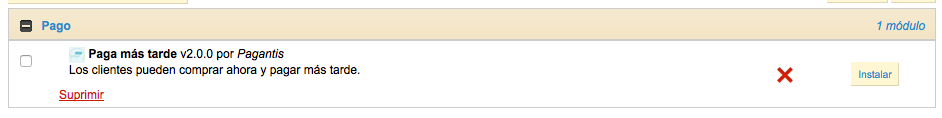 Pago 1 módulo
Paga más tarde v2.0.0 por Pagantis
Los clientes pueden comprar ahora y pagar más tarde.
Instalar
Suprimir